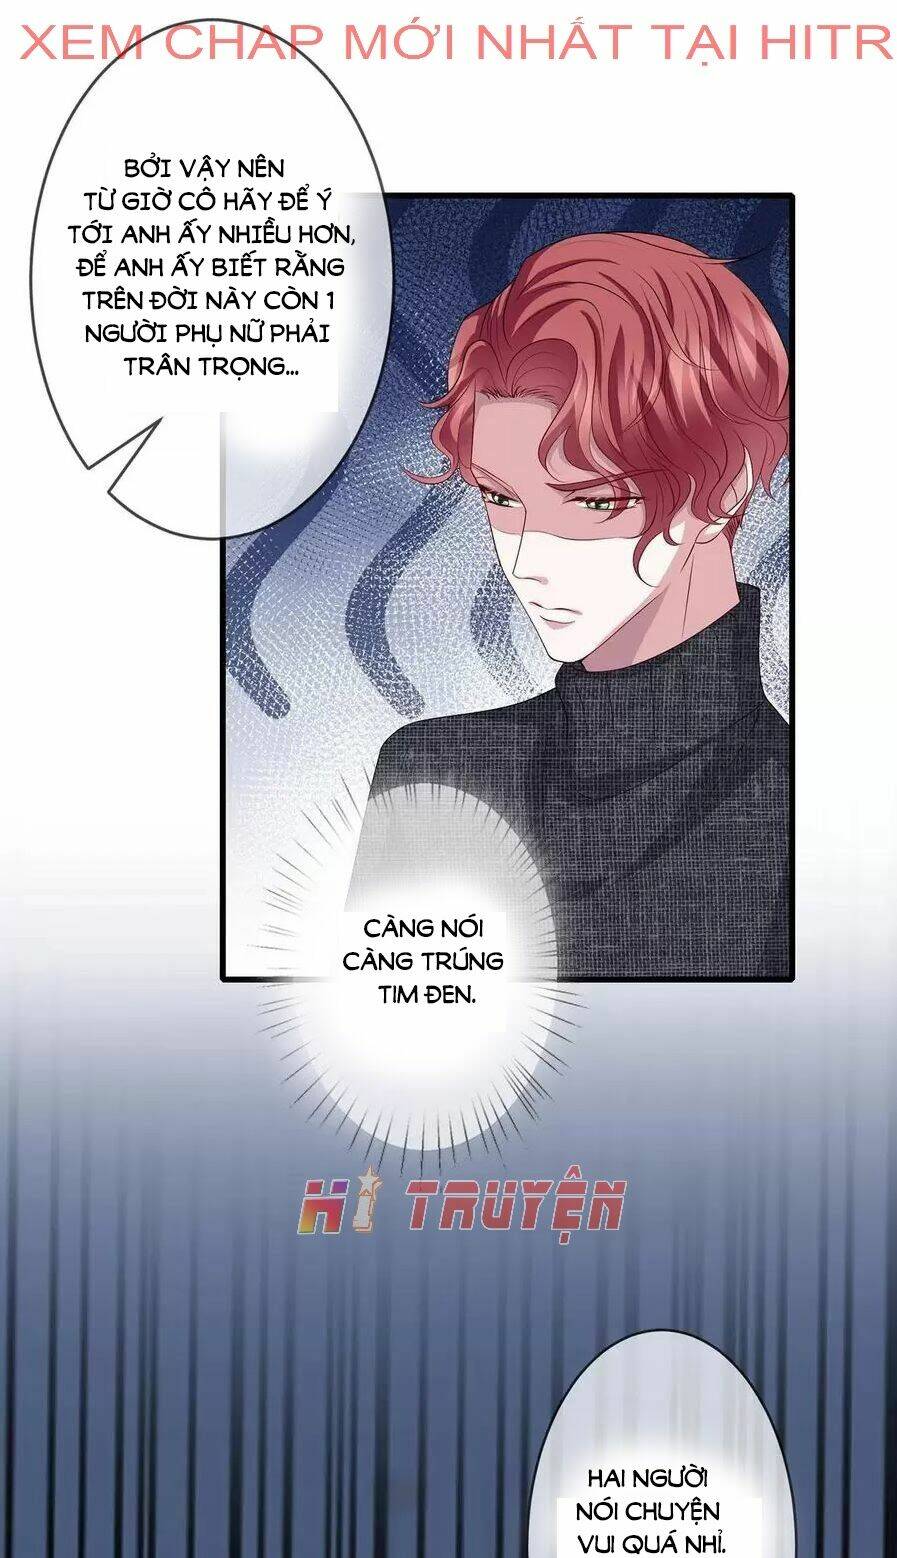 XEM CHAP MỚI NHẤT TẠI HITR
BỞI VẬY NÊN
TỪ GIỜ CÔ HÃY ĐỂ Ý
TỚI ANH ẤY NHIỀU HƠN,
ĐỂ ANH ẤY BIẾT RẰNG
TRÊN ĐỜI NÀY CÒN 1
NGƯỜI PHỤ NỮ PHẢI
TRÂN TRỌNG...
CÀNG NÓI
CÀNG TRÚNG
TIM ĐEN.
HI TRUYỆN
HAI NGƯỜI
NÓI CHUYỆN
VUI QUÁ NHỈ.